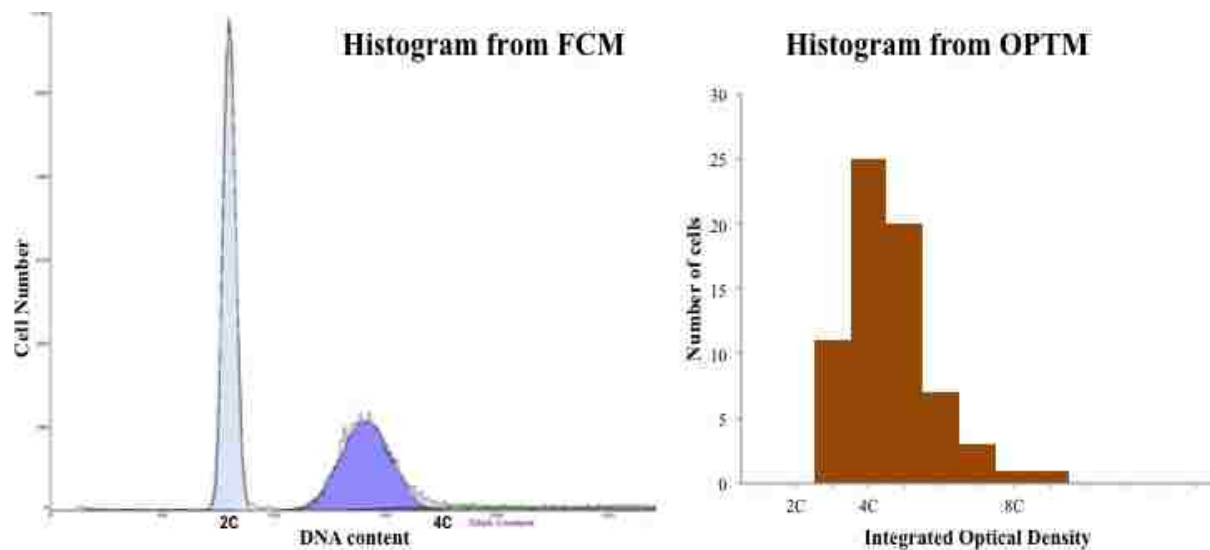 Histogram from FCM
Cell Number
2C
4C
DNA content
Histogram from OPTM
30
25
20
15
10
5
0
Number of cells
2C
4C
8C
Integrated Optical Density